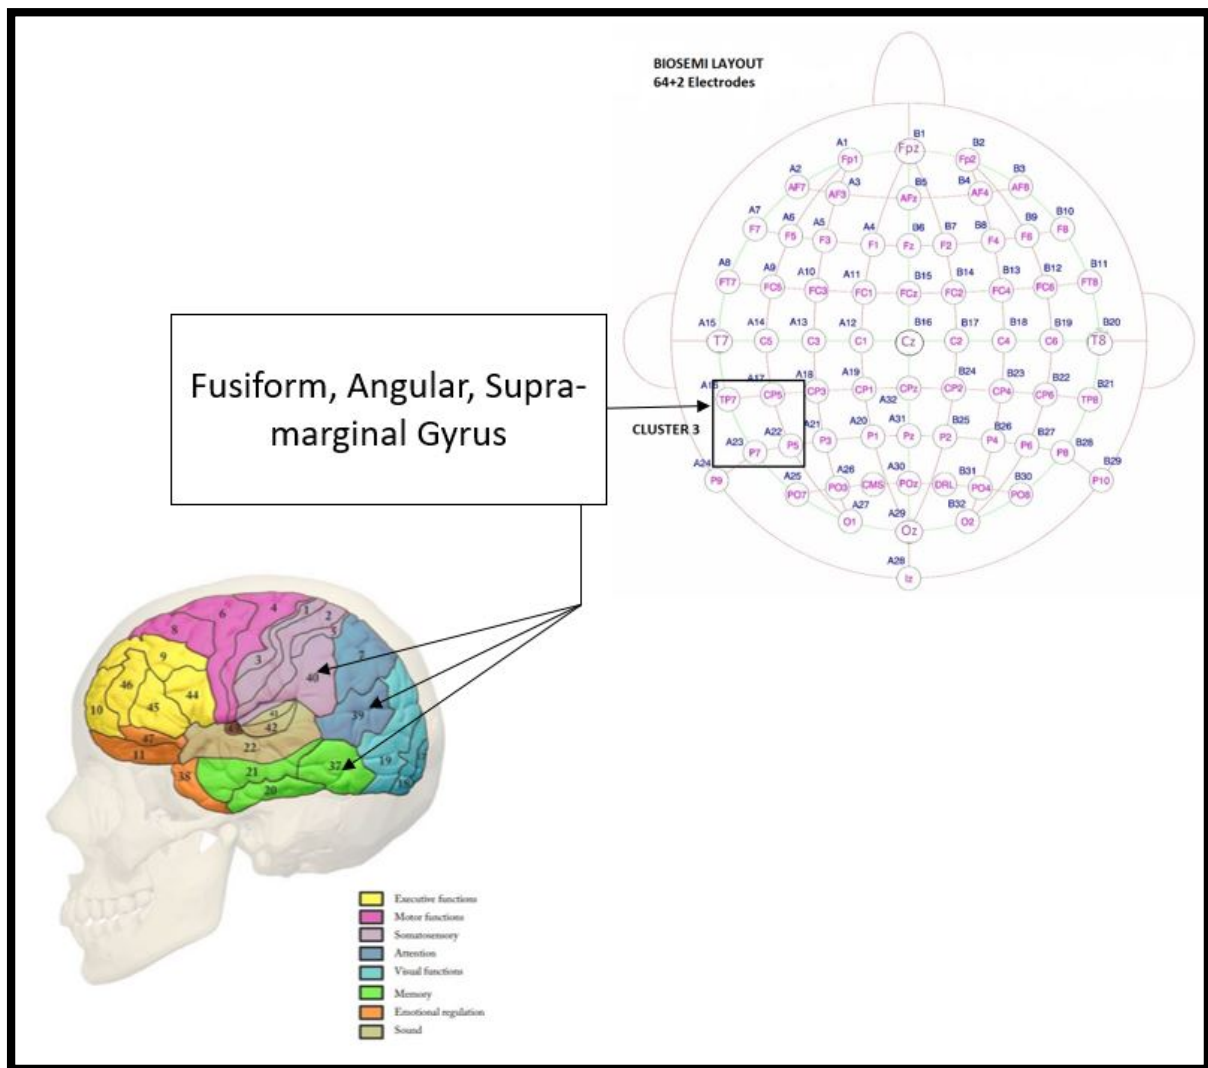 BIOSEMI LAYOUT
64+2 Electrodes
B1
Fpz
A1
Fp1
B2
Fp2
A2
AF7
A3
AF3
B5
AFz
B4
AF4
B3
AF8
A7
F7
A6
F5
A5
F3
A4
F1
B6
Fz
B7
F2
B8
F4
B9
F6
B10
F8
A8
FT7
A9
FC5
A10
FC3
A11
FC1
B15
FCz
B14
FC2
B13
FC4
B12
FC6
B11
FT8
A15
T7
A14
C5
A13
C3
A12
C1
B16
Cz
B17
C2
B18
C4
B19
C6
B20
T8
A16
TP7
A17
CP5
A18
CP3
A19
CP1
A32
CPz
B24
CP2
B23
CP4
B22
CP6
B21
TP8
Fusiform, Angular, Supra-
marginal Gyrus
CLUSTER 3
A24
P9
A23
P7
A22
P5
A21
P3
A20
P1
A31
Pz
B25
P2
B26
P4
B27
P6
B28
P8
B29
P10
A25
PO7
A26
PO3
CMS
A30
POz
DRL
B31
PO4
B30
PO8
A27
O1
A29
Oz
B32
O2
A28
Iz
6
4
1
2
5
8
3
9
7
46
40
44
10
45
39
41
42
47
22
11
19
37
38
21
20
18
Executive functions
Motor functions
Somatosensory
Attention
Visual functions
Memory
Emotional regulation
Sound